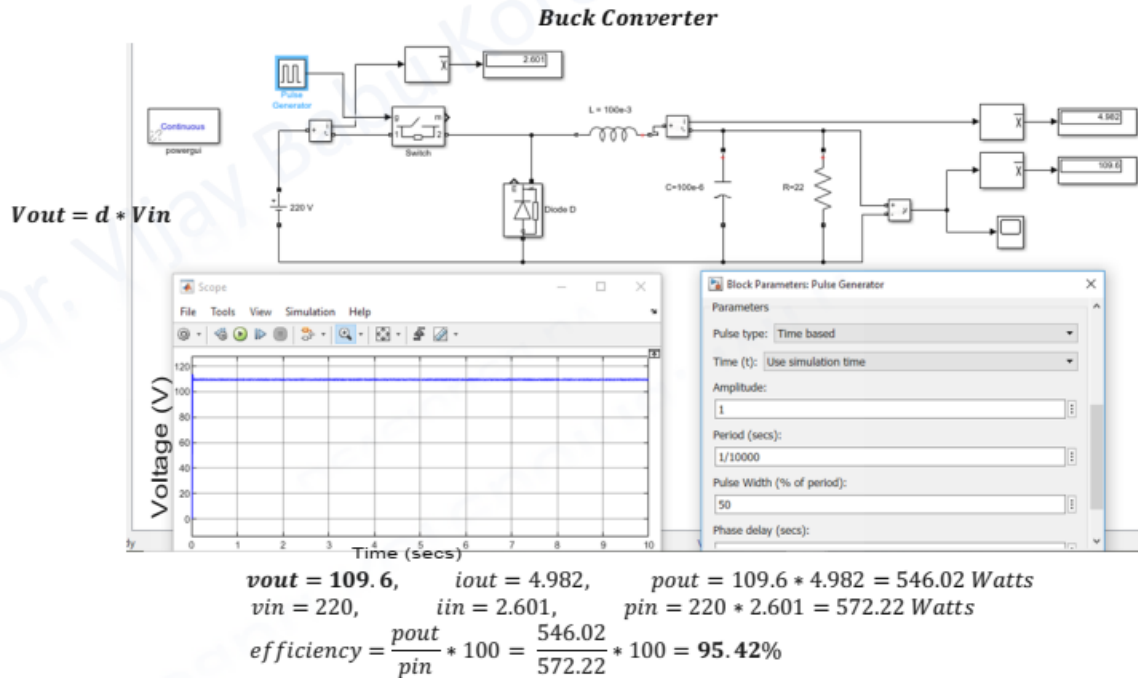 Buck Converter
2.601
Pulse
Generator
Continuous
powergui
g m
1 2
Switch
L = 100e-3
4.982
109.6
220 V
Diode D
C=100e-6
R=22
Vout = d * Vin
Scope
File Tools View Simulation Help
Voltage (V)
120
100
80
60
40
20
0
0 1 2 3 4 5 6 7 8 9 10
Time (secs)
Block Parameters: Pulse Generator
Parameters
Pulse type: Time based
Time (t): Use simulation time
Amplitude:
1
Period (secs):
1/10000
Pulse Width (% of period):
50
Phase delay (secs):
vout = 109.6, iout = 4.982, pout = 109.6 * 4.982 = 546.02 Watts
vin = 220, iin = 2.601, pin = 220 * 2.601 = 572.22 Watts
efficiency = pout/pin * 100 = 546.02/572.22 * 100 = 95.42%
Dr. Vijay Babu